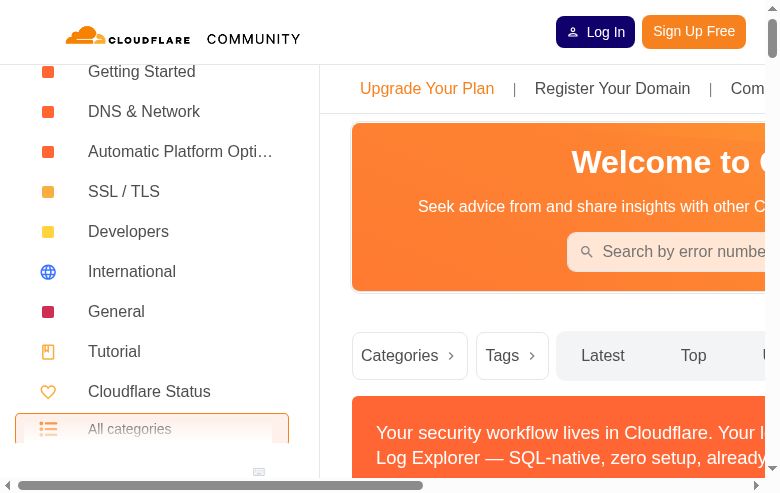 CLOUDFLARE COMMUNITY
Log In
Sign Up Free
Getting Started
DNS & Network
Automatic Platform Opti…
SSL / TLS
Developers
International
General
Tutorial
Cloudflare Status
All categories
Upgrade Your Plan | Register Your Domain | Com
Welcome to
Seek advice from and share insights with other C
Search by error numbe
Categories
Tags
Latest
Top
Your security workflow lives in Cloudflare. Your l
Log Explorer — SQL-native, zero setup, already